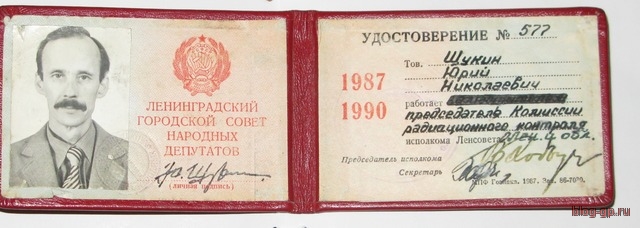 ЛЕНИНГРАДСКИЙ
ГОРОДСКОЙ СОВЕТ
НАРОДНЫХ
ДЕПУТАТОВ
(личная подпись)
УДОСТОВЕРЕНИЕ № 577
1987
1990
Тов. Щукин
Юрий
Николаевич
работает
председатель Комиссии
радиационного контроля
исполкома Ленсовета
Председатель исполкома
Секретарь
blog-gp.ru